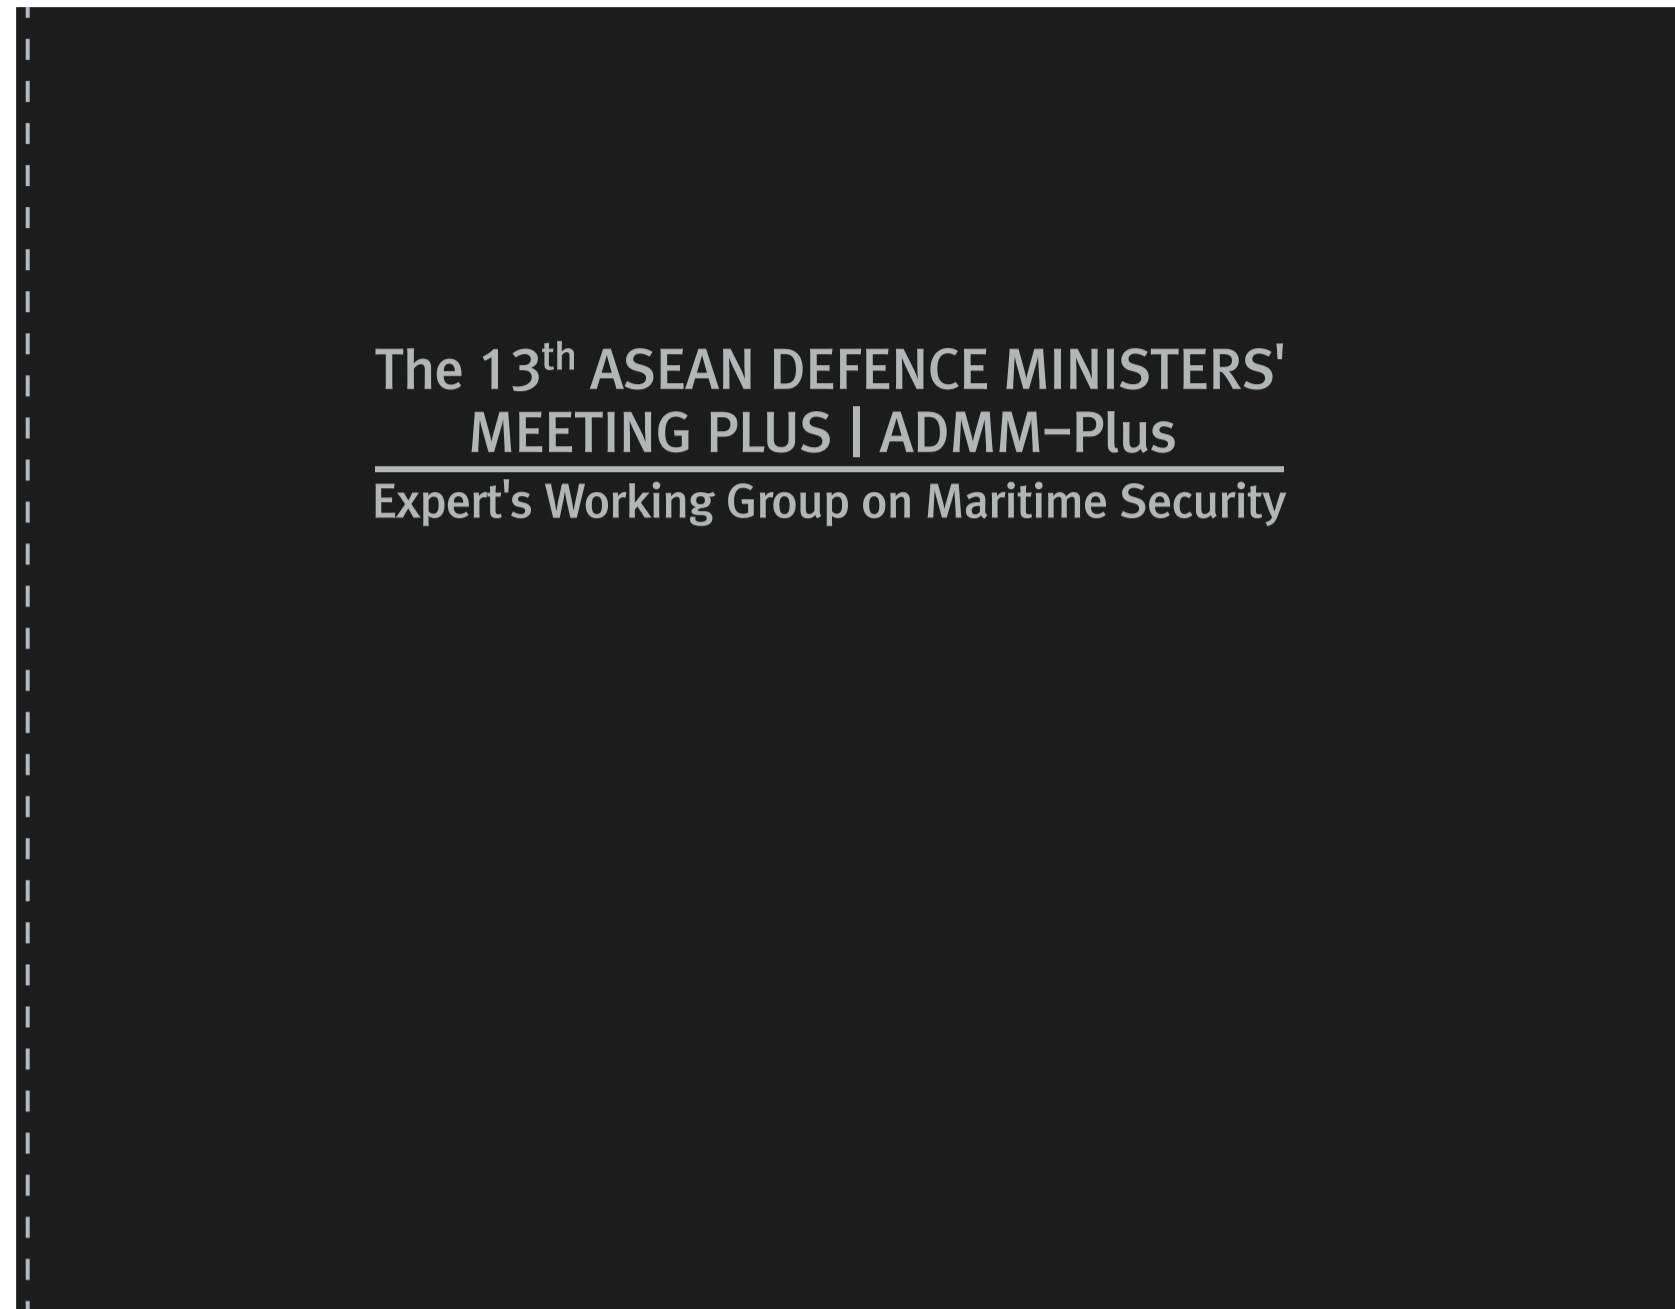 The 13th ASEAN DEFENCE MINISTERS'
MEETING PLUS | ADMM–Plus
Expert's Working Group on Maritime Security